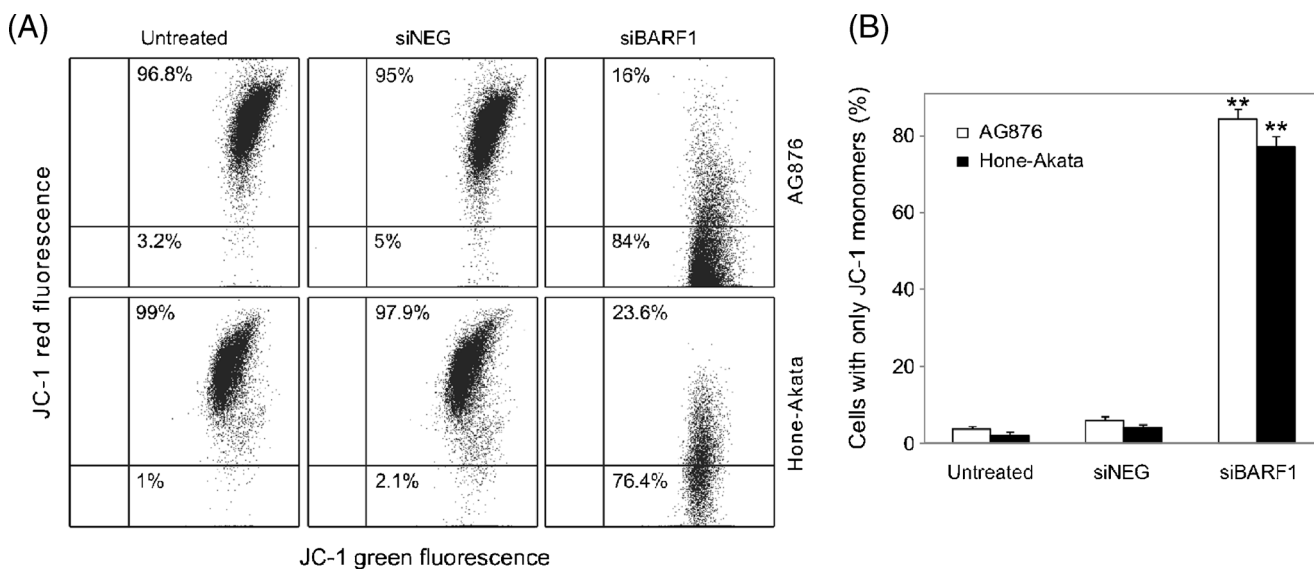 (A)
Untreated
siNEG
siBARF1
96.8%
95%
16%
3.2%
5%
84%
AG876
99%
97.9%
23.6%
1%
2.1%
76.4%
Hone-Akata
JC-1 red fluorescence
JC-1 green fluorescence
(B)
Cells with only JC-1 monomers (%)
80
60
40
20
0
AG876
Hone-Akata
**
**
Untreated
siNEG
siBARF1